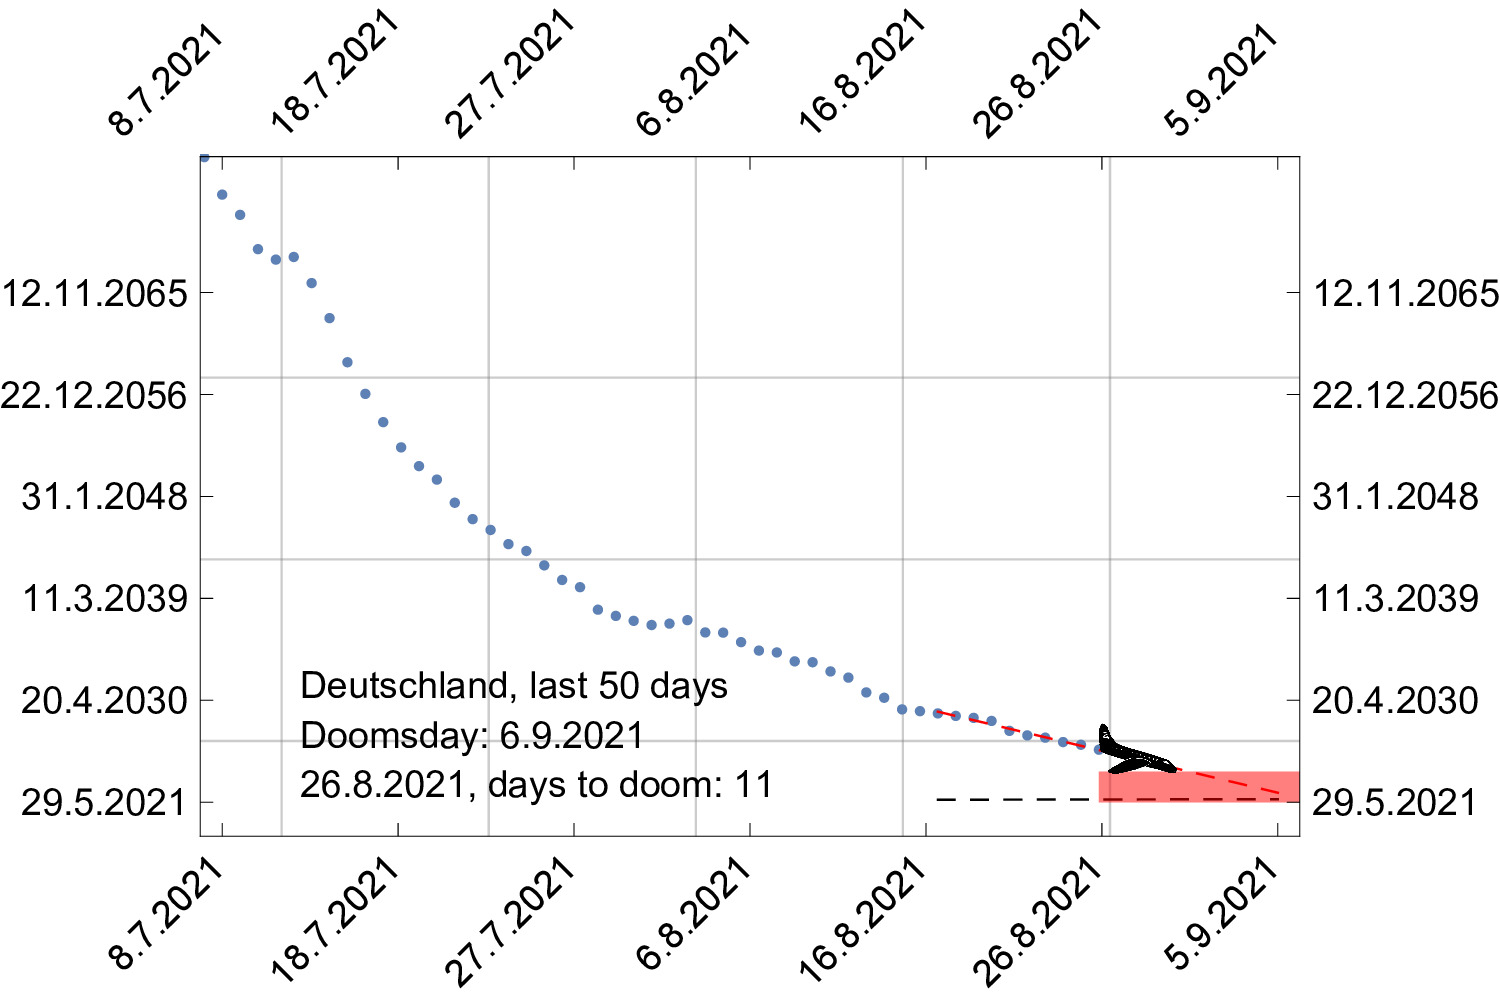 8.7.2021 18.7.2021 27.7.2021 6.8.2021 16.8.2021 26.8.2021 5.9.2021
12.11.2065 12.11.2065
22.12.2056 22.12.2056
31.1.2048 31.1.2048
11.3.2039 11.3.2039
Deutschland, last 50 days
20.4.2030 20.4.2030
Doomsday: 6.9.2021
26.8.2021, days to doom: 11
29.5.2021 29.5.2021
8.7.2021 18.7.2021 27.7.2021 6.8.2021 16.8.2021 26.8.2021 5.9.2021